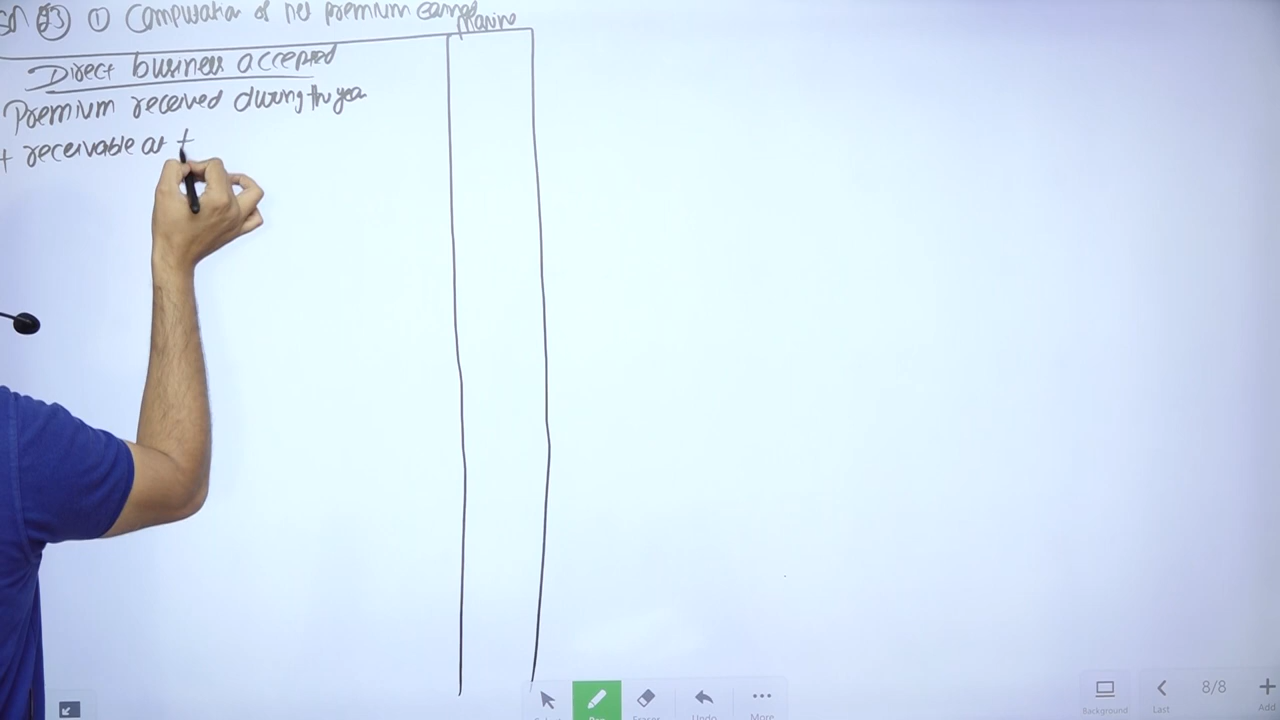 23 ① Computation of net premium earned
Marine
Direct business accepted
Premium received during the year
+ receivable at t
Pen
Eraser
Undo
More
Background
Last
8/8
Add